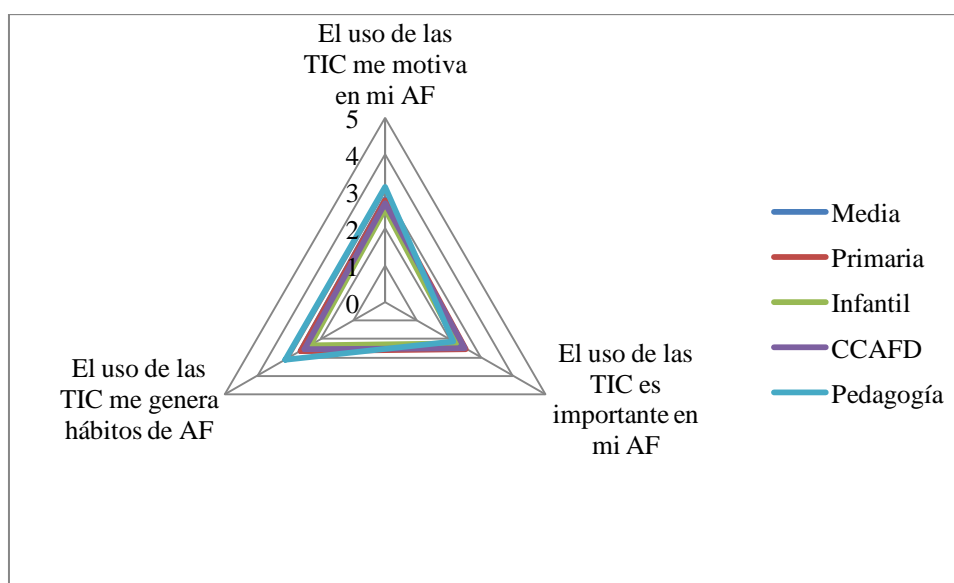 El uso de las
TIC me motiva
en mi AF
5
4
3
2
1
0
El uso de las
TIC es
importante en
mi AF
El uso de las
TIC me genera
hábitos de AF
Media
Primaria
Infantil
CCAFD
Pedagogía